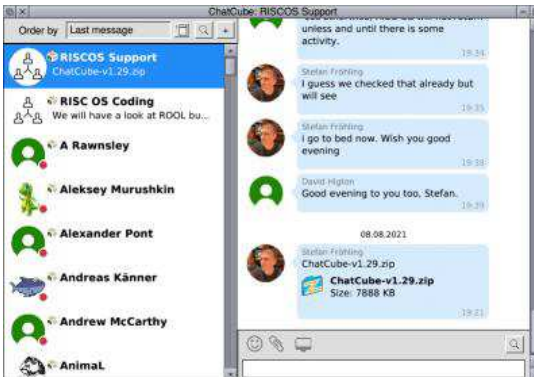 ChatCube: RISCOS Support
Order by Last message
RISCOS Support
ChatCube-v1.29.zip
RISC OS Coding
We will have a look at ROOL bu...
A Rawnsley
Aleksey Murushkin
Alexander Pont
Andreas Känner
Andrew McCarthy
AnimaL
unless and until there is some
activity.
19:34
Stefan Fröhling
I guess we checked that already but
will see
19:35
Stefan Fröhling
i go to bed now. Wish you good
evening
19:38
David Higton
Good evening to you too, Stefan.
19:39
08.08.2021
Stefan Fröhling
ChatCube-v1.29.zip
ChatCube-v1.29.zip
Size: 7888 KB
19:21